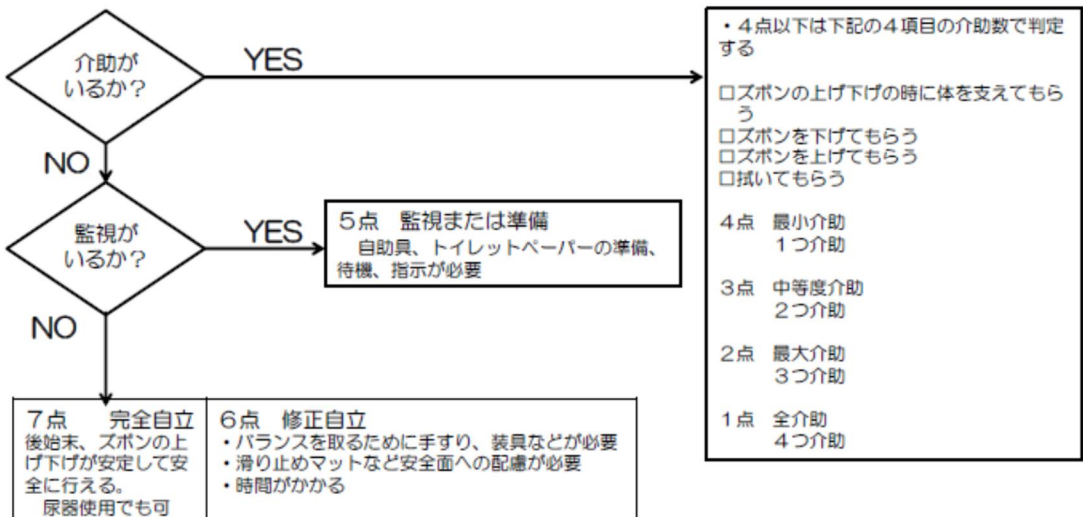 介助が
いるか？
YES
NO
監視が
いるか？
YES
NO
5点　監視または準備
自助具、トイレットペーパーの準備、
待機、指示が必要
・4点以下は下記の4項目の介助数で判定
する
□ズボンの上げ下げの時に体を支えてもら
う
□ズボンを下げてもらう
□ズボンを上げてもらう
□拭いてもらう
4点　最小介助
1つ介助
3点　中等度介助
2つ介助
2点　最大介助
3つ介助
1点　全介助
4つ介助
7点　完全自立
後始末、ズボンの上
げ下げが安定して安
全に行える。
尿器使用でも可
6点　修正自立
・バランスを取るために手すり、装具などが必要
・滑り止めマットなど安全面への配慮が必要
・時間がかかる